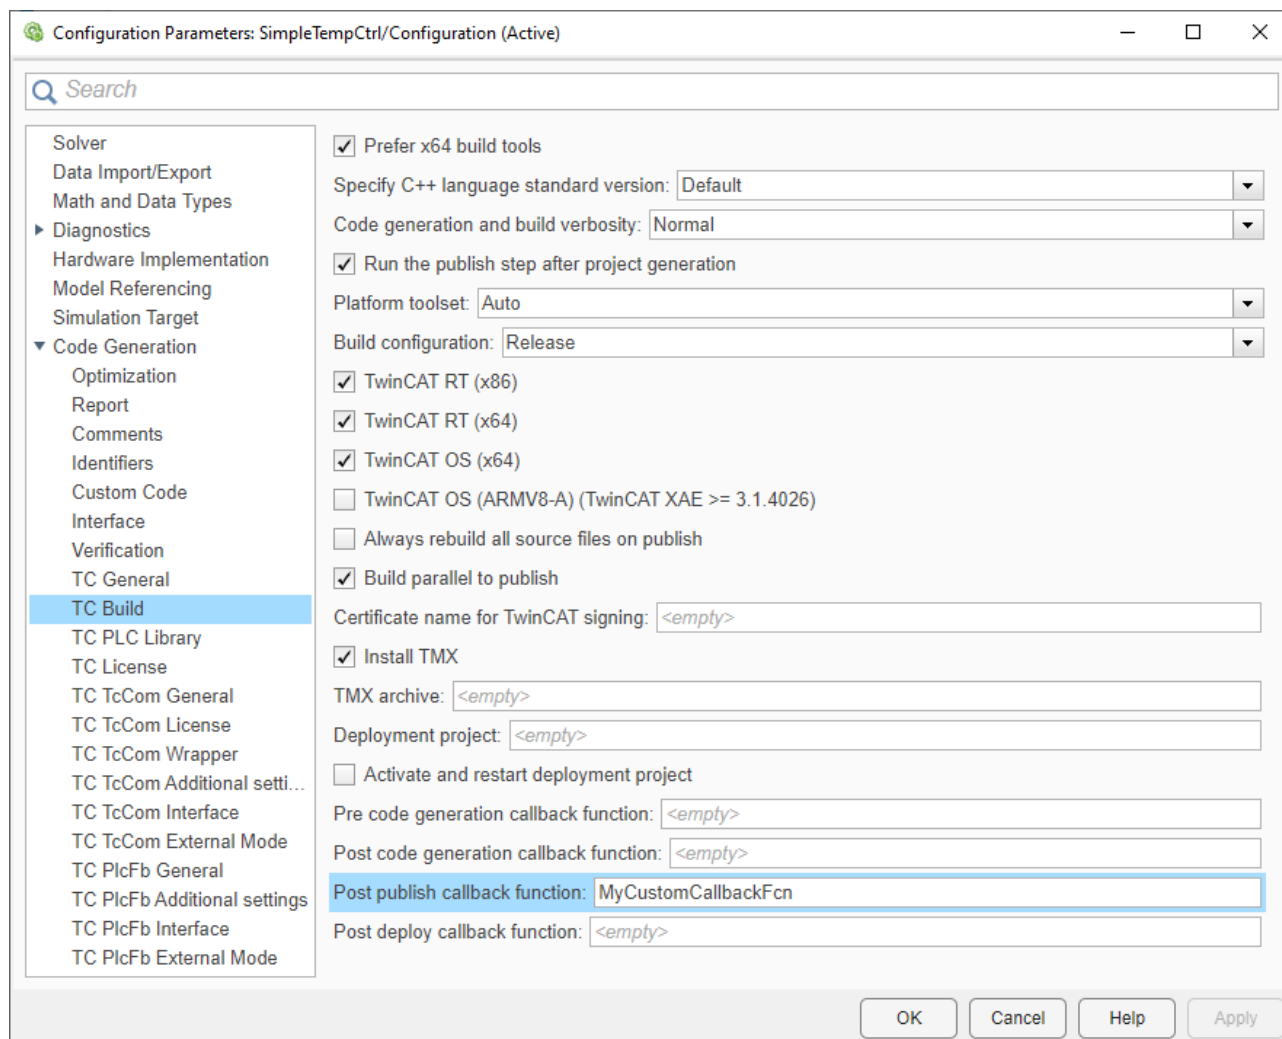 Configuration Parameters: SimpleTempCtrl/Configuration (Active)
Search
Solver
Data Import/Export
Math and Data Types
Diagnostics
Hardware Implementation
Model Referencing
Simulation Target
Code Generation
Optimization
Report
Comments
Identifiers
Custom Code
Interface
Verification
TC General
TC Build
TC PLC Library
TC License
TC TcCom General
TC TcCom License
TC TcCom Wrapper
TC TcCom Additional setti...
TC TcCom Interface
TC TcCom External Mode
TC PlcFb General
TC PlcFb Additional settings
TC PlcFb Interface
TC PlcFb External Mode
Prefer x64 build tools
Specify C++ language standard version: Default
Code generation and build verbosity: Normal
Run the publish step after project generation
Platform toolset: Auto
Build configuration: Release
TwinCAT RT (x86)
TwinCAT RT (x64)
TwinCAT OS (x64)
TwinCAT OS (ARMV8-A) (TwinCAT XAE >= 3.1.4026)
Always rebuild all source files on publish
Build parallel to publish
Certificate name for TwinCAT signing: <empty>
Install TMX
TMX archive: <empty>
Deployment project: <empty>
Activate and restart deployment project
Pre code generation callback function: <empty>
Post code generation callback function: <empty>
Post publish callback function: MyCustomCallbackFcn
Post deploy callback function: <empty>
OK Cancel Help Apply